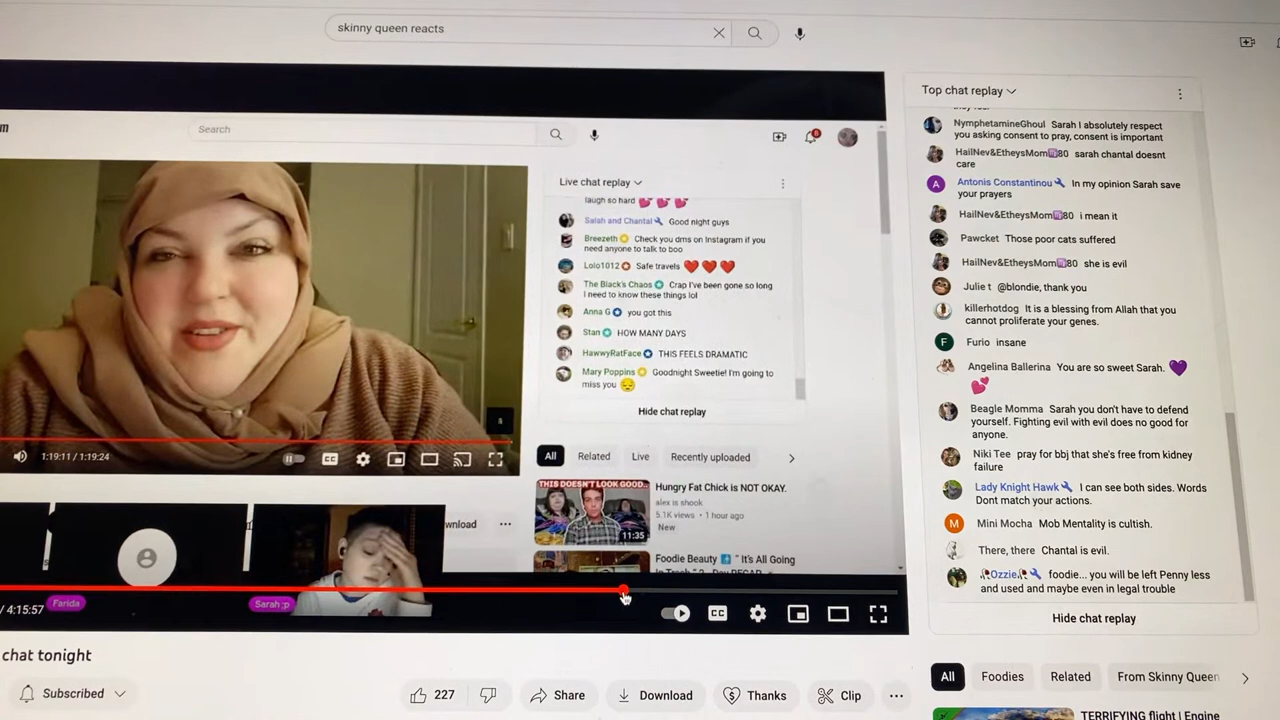 skinny queen reacts
Search
Live chat replay
laugh so hard 💕 💕 💕
Salah and Chantal Good night guys
Breezeth Check you dms on Instagram if you
need anyone to talk to boo
Lolo1012 Safe travels ❤️❤️❤️
The Black's Chaos Crap I've been gone so long
I need to know these things lol
Anna G you got this
Stan HOW MANY DAYS
HawwyRatFace THIS FEELS DRAMATIC
Mary Poppins Goodnight Sweetie! I'm going to
miss you 😔
Hide chat replay
1:19:11 / 1:19:24
All Related Live Recently uploaded
THIS DOESN'T LOOK GOOD..
11:35
Hungry Fat Chick is NOT OKAY.
alex is shook
5.1K views • 1 hour ago
New
Foodie Beauty " It's All Going
/ 4:15:57
Farida
Sarah ;p
chat tonight
Subscribed
227
Share
Download
Thanks
Clip
Top chat replay
NymphetamineGhoul Sarah I absolutely respect
you asking consent to pray, consent is important
HailNev&EtheysMom 80 sarah chantal doesnt
care
Antonis Constantinou In my opinion Sarah save
your prayers
HailNev&EtheysMom 80 i mean it
Pawcket Those poor cats suffered
HailNev&EtheysMom 80 she is evil
Julie t @blondie, thank you
killerhotdog It is a blessing from Allah that you
cannot proliferate your genes.
F Furio insane
Angelina Ballerina You are so sweet Sarah. 💜
💕
Beagle Momma Sarah you don't have to defend
yourself. Fighting evil with evil does no good for
anyone.
Niki Tee pray for bbj that she's free from kidney
failure
Lady Knight Hawk I can see both sides. Words
Dont match your actions.
M Mini Mocha Mob Mentality is cultish.
There, there Chantal is evil.
Ozzie foodie... you will be left Penny less
and used and maybe even in legal trouble
Hide chat replay
All Foodies Related From Skinny Queen
TERRIFYING flight | Engine